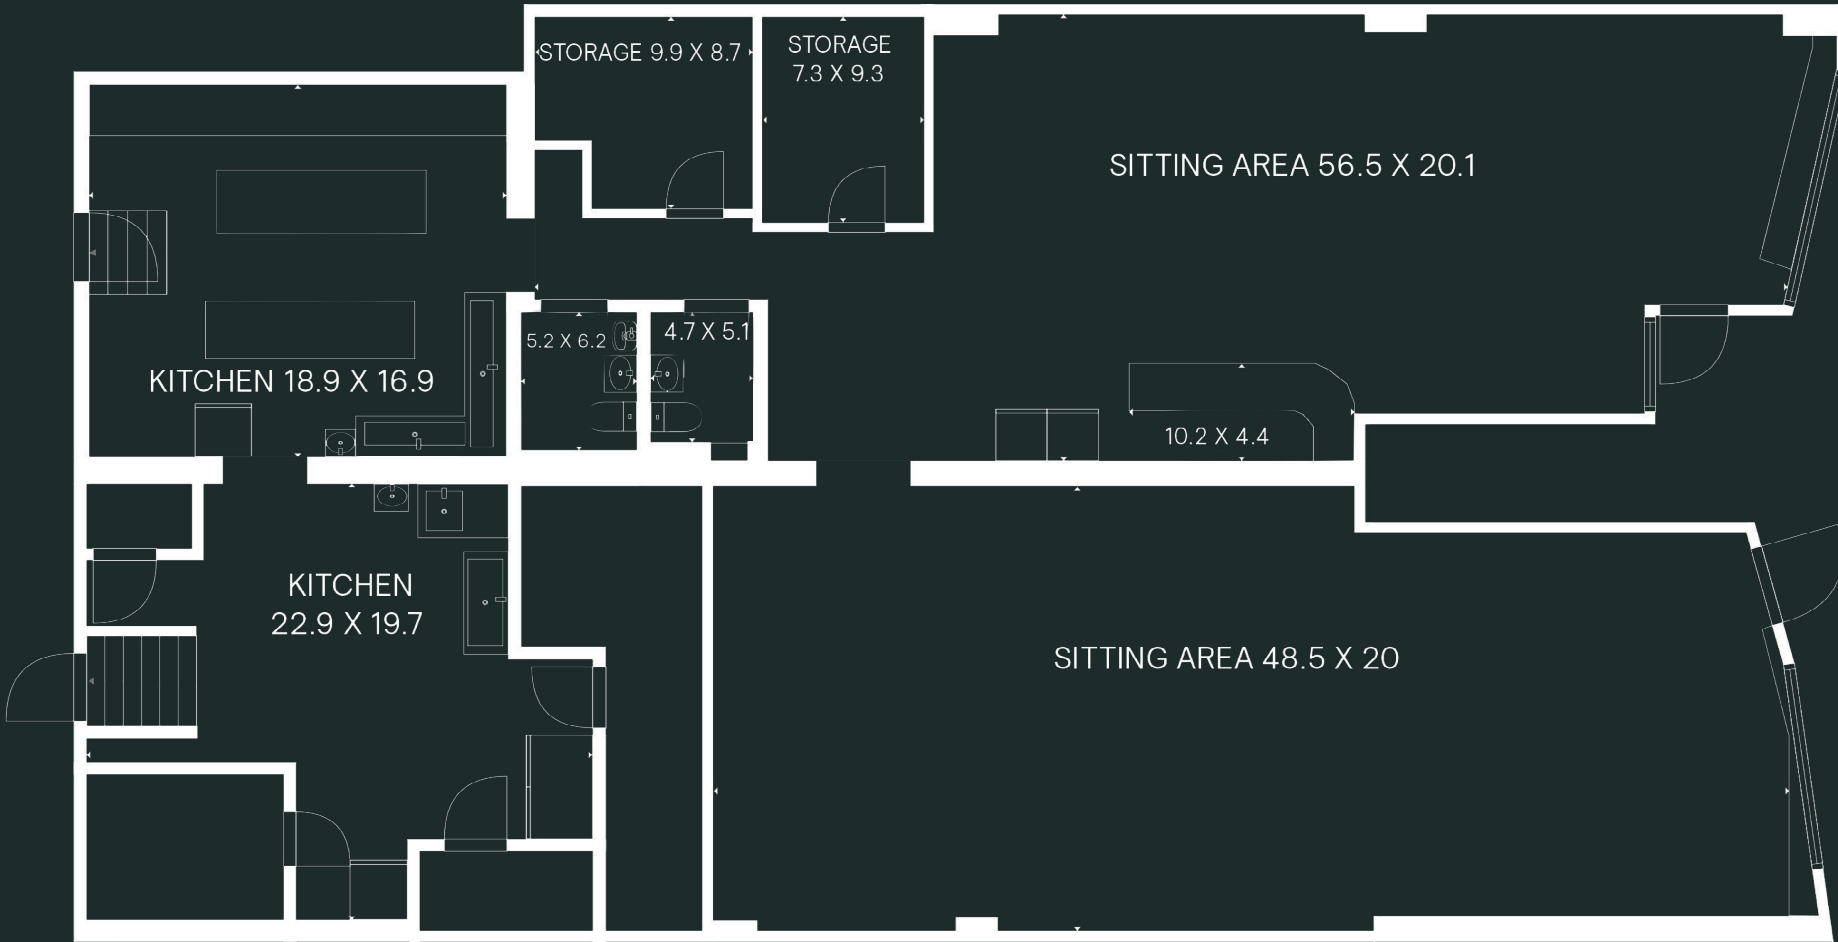 STORAGE 9.9 X 8.7
STORAGE
7.3 X 9.3
SITTING AREA 56.5 X 20.1
5.2 X 6.2
4.7 X 5.1
KITCHEN 18.9 X 16.9
10.2 X 4.4
KITCHEN
22.9 X 19.7
SITTING AREA 48.5 X 20